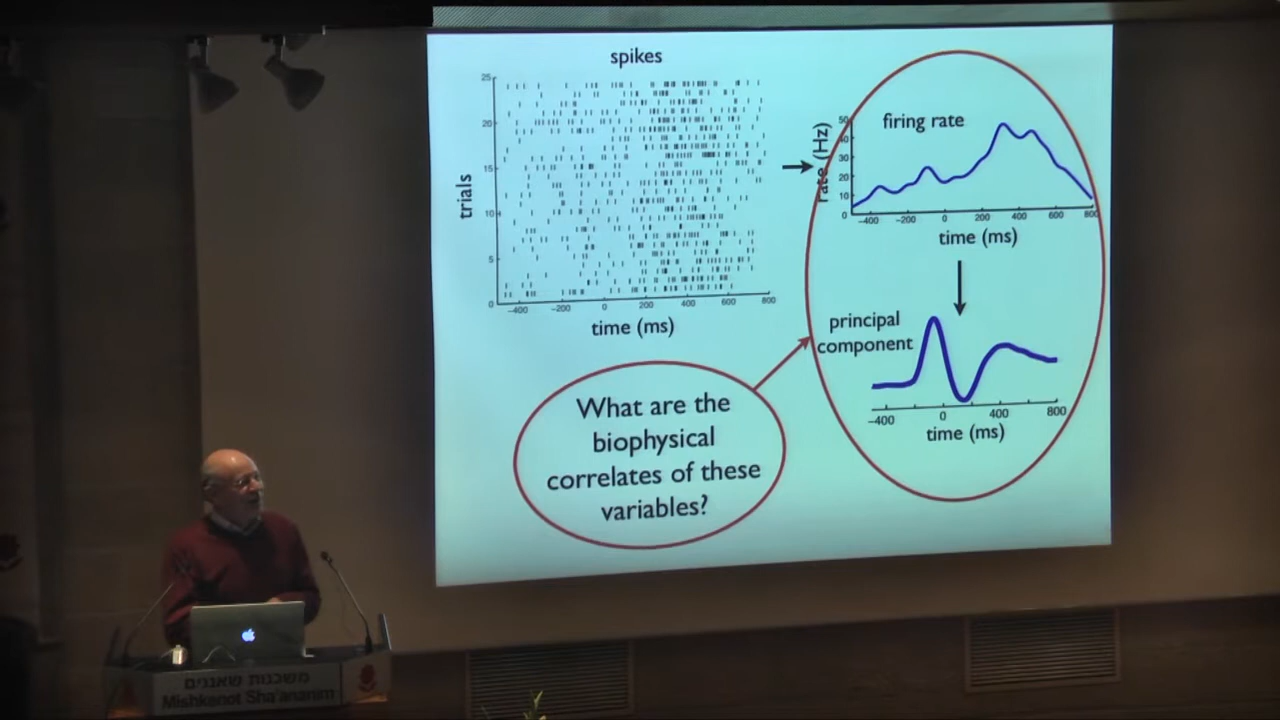 spikes
25
20
15
10
5
0
trials
−400 −200 0 200 400 600 800
time (ms)
firing rate
rate (Hz)
50
40
30
20
10
0
−400 −200 0 200 400 600 800
time (ms)
principal
component
−400 0 400 800
time (ms)
What are the
biophysical
correlates of these
variables?
משכנות שאננים
Mishkanot Sha'ananim